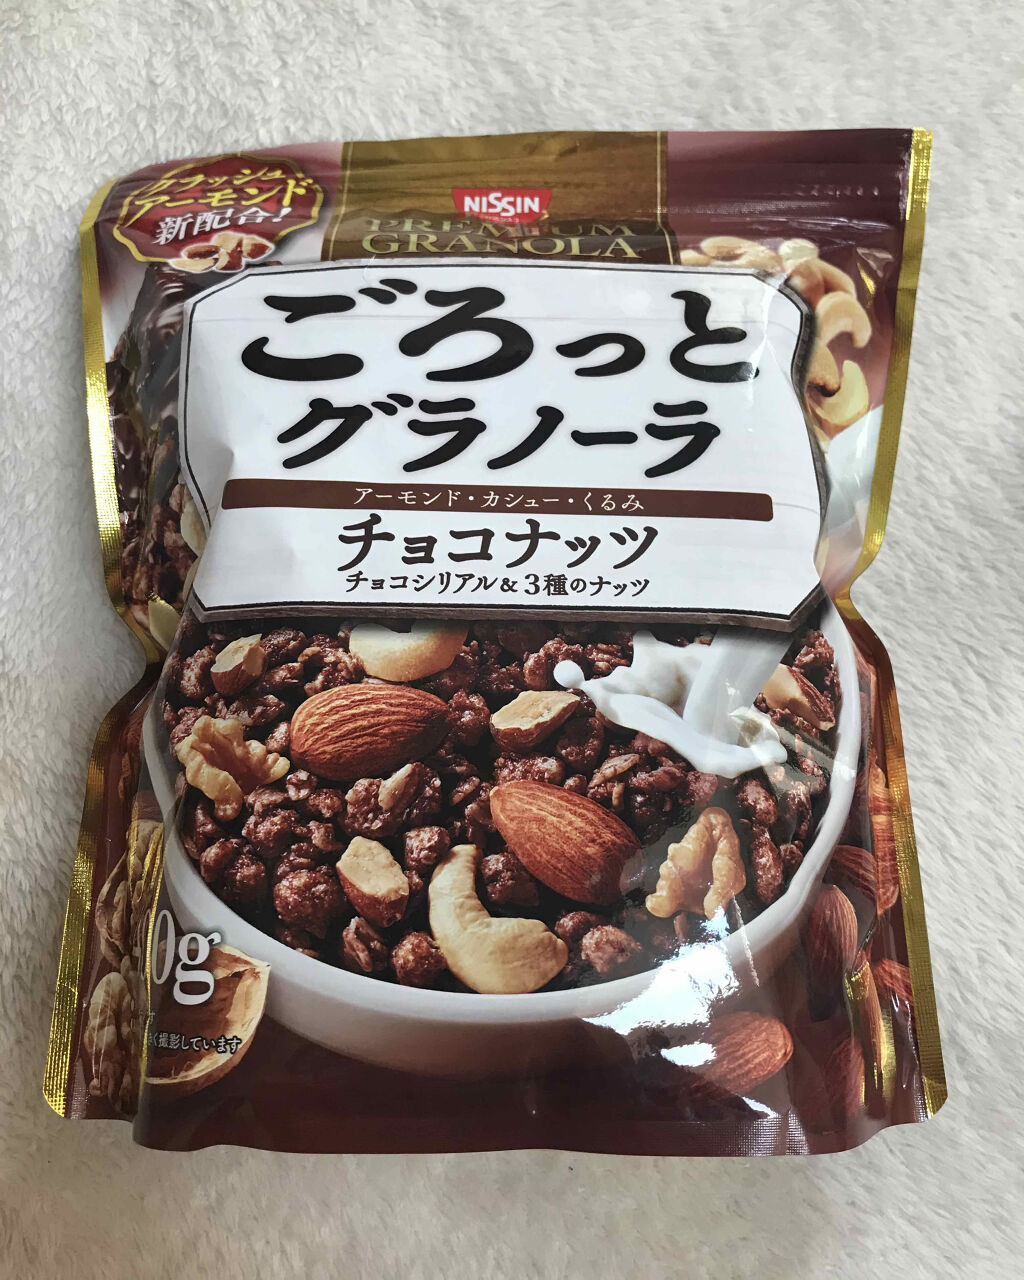 クラッシュ
アーモンド
新配合!
NISSIN
PREMIUM
GRANOLA
ごろっと
グラノーラ
アーモンド・カシュー・くるみ
チョコナッツ
チョコシリアル&3種のナッツ
0g
撮影しています